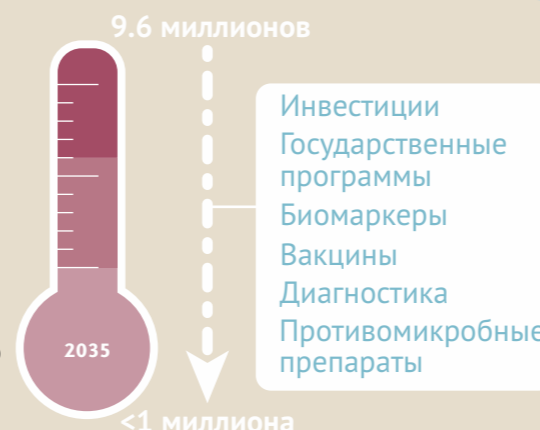 9.6 миллионов
Инвестиции
Государственные
программы
Биомаркеры
Вакцины
Диагностика
Противомикробные
препараты
2035
<1 миллиона